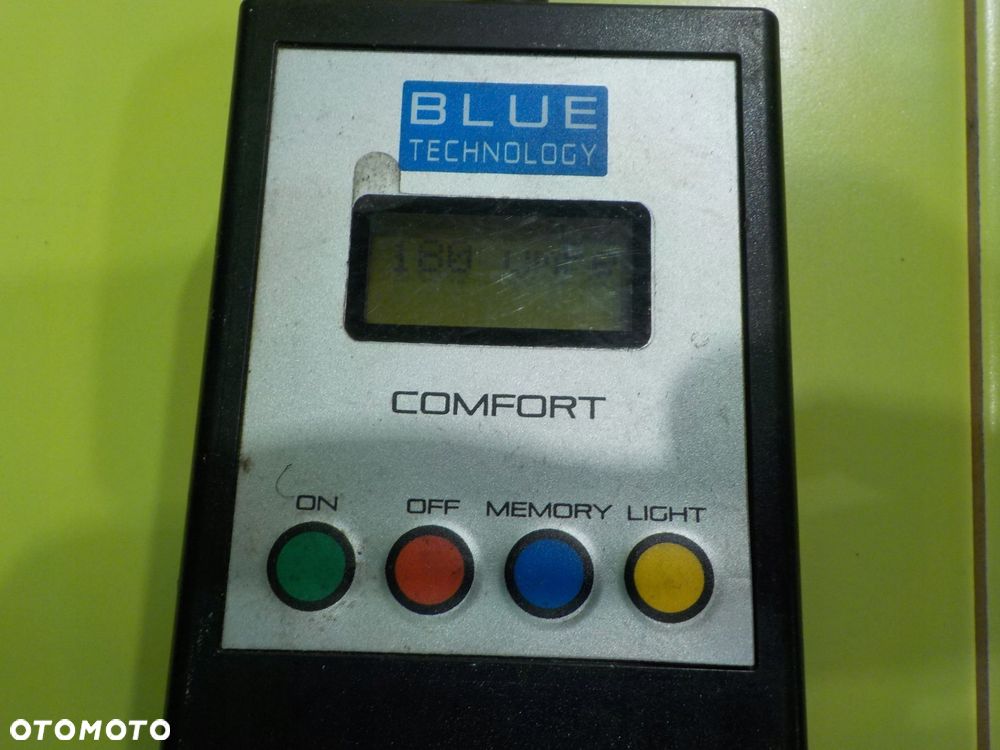 BLUE
TECHNOLOGY
COMFORT
ON OFF MEMORY LIGHT
OTOMOTO